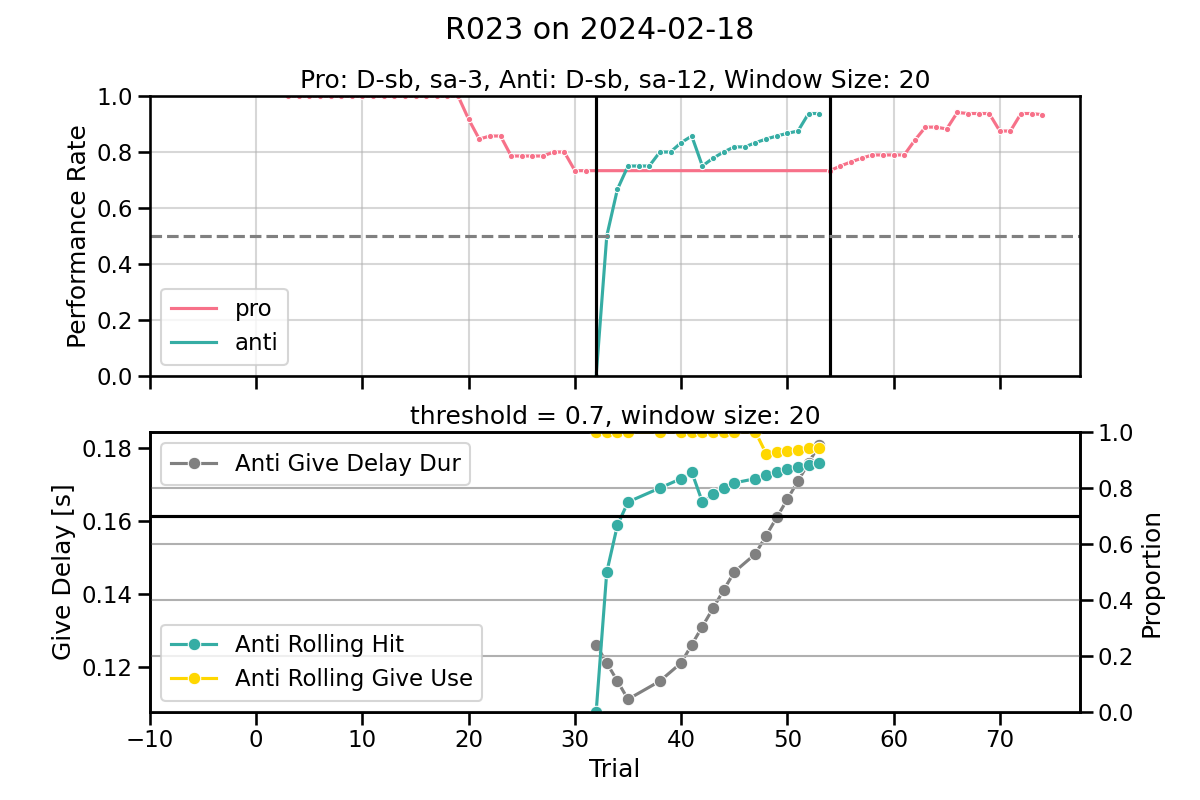 R023 on 2024-02-18
Pro: D-sb, sa-3, Anti: D-sb, sa-12, Window Size: 20
1.0
0.8
0.6
0.4
0.2
0.0
Performance Rate
pro
anti
threshold = 0.7, window size: 20
0.18
0.16
0.14
0.12
Give Delay [s]
Anti Give Delay Dur
Anti Rolling Hit
Anti Rolling Give Use
1.0
0.8
0.6
0.4
0.2
0.0
Proportion
−10 0 10 20 30 40 50 60 70
Trial